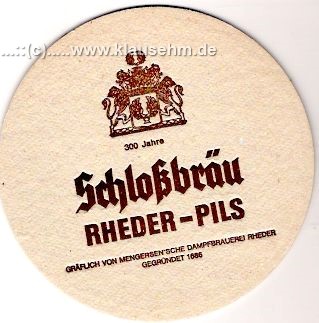 ...::(c).....www.klausehm.de
300 Jahre
Schloßbräu
RHEDER-PILS
GRÄFLICH VON MENGERSEN'SCHE DAMPFBRAUEREI RHEDER
GEGRÜNDET 1686